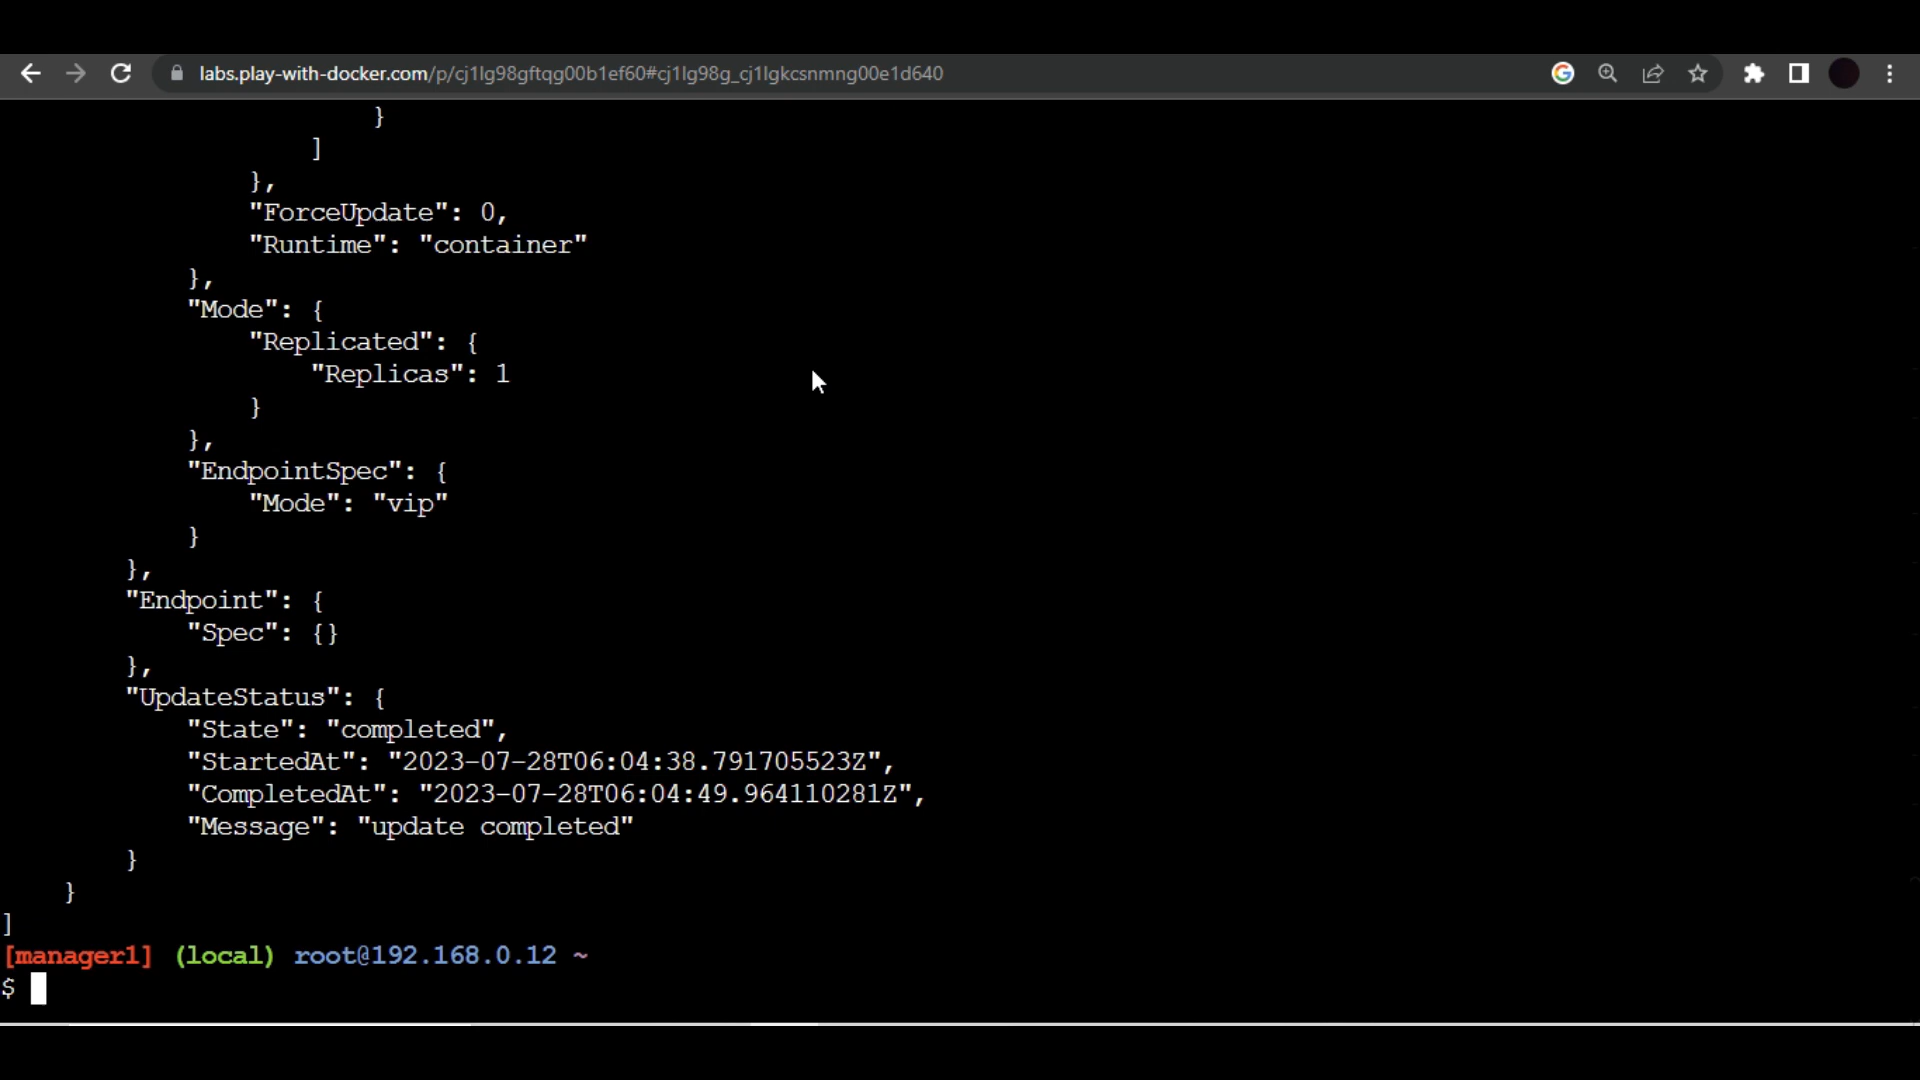 labs.play-with-docker.com/p/cj1lg98gftqg00b1ef60#cj1lg98g_cj1lgkcsnmng00e1d640
}
]
},
"ForceUpdate": 0,
"Runtime": "container"
},
"Mode": {
"Replicated": {
"Replicas": 1
}
},
"EndpointSpec": {
"Mode": "vip"
}
},
"Endpoint": {
"Spec": {}
},
"UpdateStatus": {
"State": "completed",
"StartedAt": "2023-07-28T06:04:38.791705523Z",
"CompletedAt": "2023-07-28T06:04:49.964110281Z",
"Message": "update completed"
}
}
]
[manager1] (local) root@192.168.0.12 ~
$